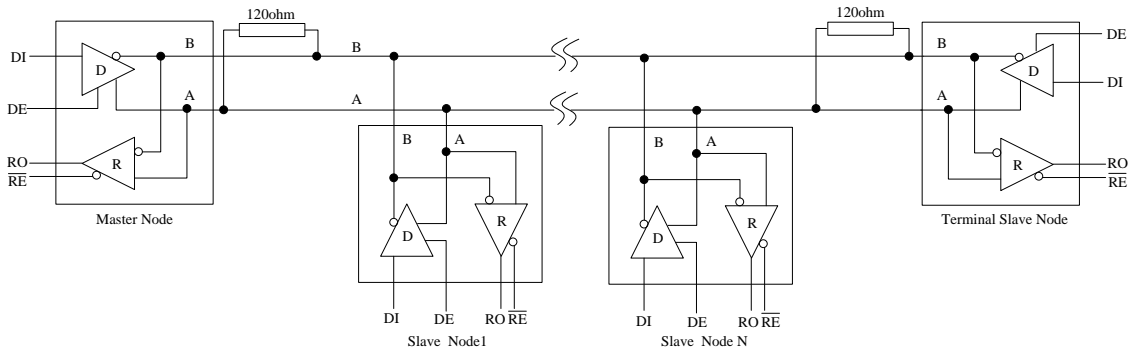 120ohm
120ohm
B
B
B
DI
D
DE
D
DE
DI
A
A
A
RO
R
RE
B
A
B
A
R
RO
RE
Master Node
Terminal Slave Node
D
R
D
R
DI
DE
RO
RE
DI
DE
RO
RE
Slave Node1
Slave Node N